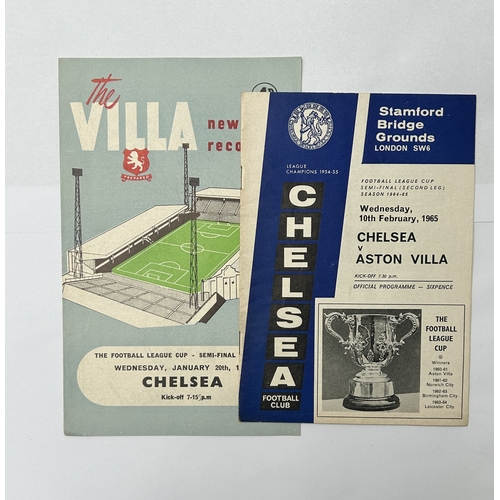 The
VILLA
new
reco
THE FOOTBALL LEAGUE CUP - SEMI-FINAL
WEDNESDAY, JANUARY 20th, 1
CHELSEA
Kick-off 7-15 p.m
LEAGUE
CHAMPIONS 1954-55
CHELSEA
FOOTBALL
CLUB
Stamford
Bridge
Grounds
LONDON SW6
FOOTBALL LEAGUE CUP
SEMI-FINAL (SECOND LEG)
SEASON 1964-65
Wednesday,
10th February, 1965
CHELSEA
v
ASTON VILLA
KICK-OFF 7.30 p.m.
OFFICIAL PROGRAMME — SIXPENCE
THE
FOOTBALL
LEAGUE
CUP
Winners
1960-61
Aston Villa
1961-62
Norwich City
1962-63
Birmingham City
1963-64
Leicester City